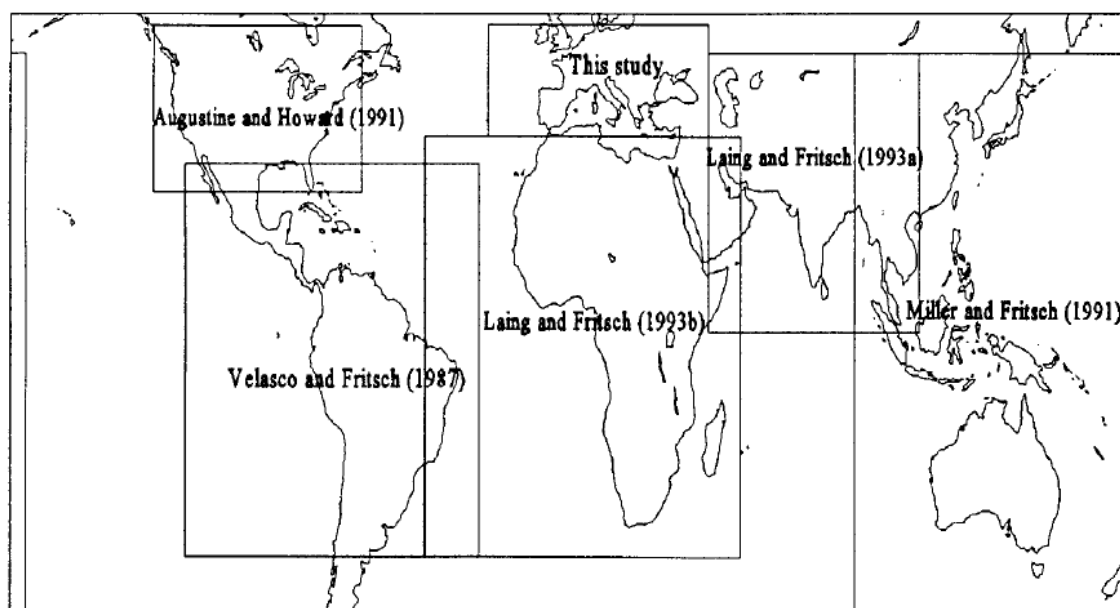 This study
Augustine and Howard (1991)
Laing and Fritsch (1993a)
Miller and Fritsch (1991)
Laing and Fritsch (1993b)
Velasco and Fritsch (1987)